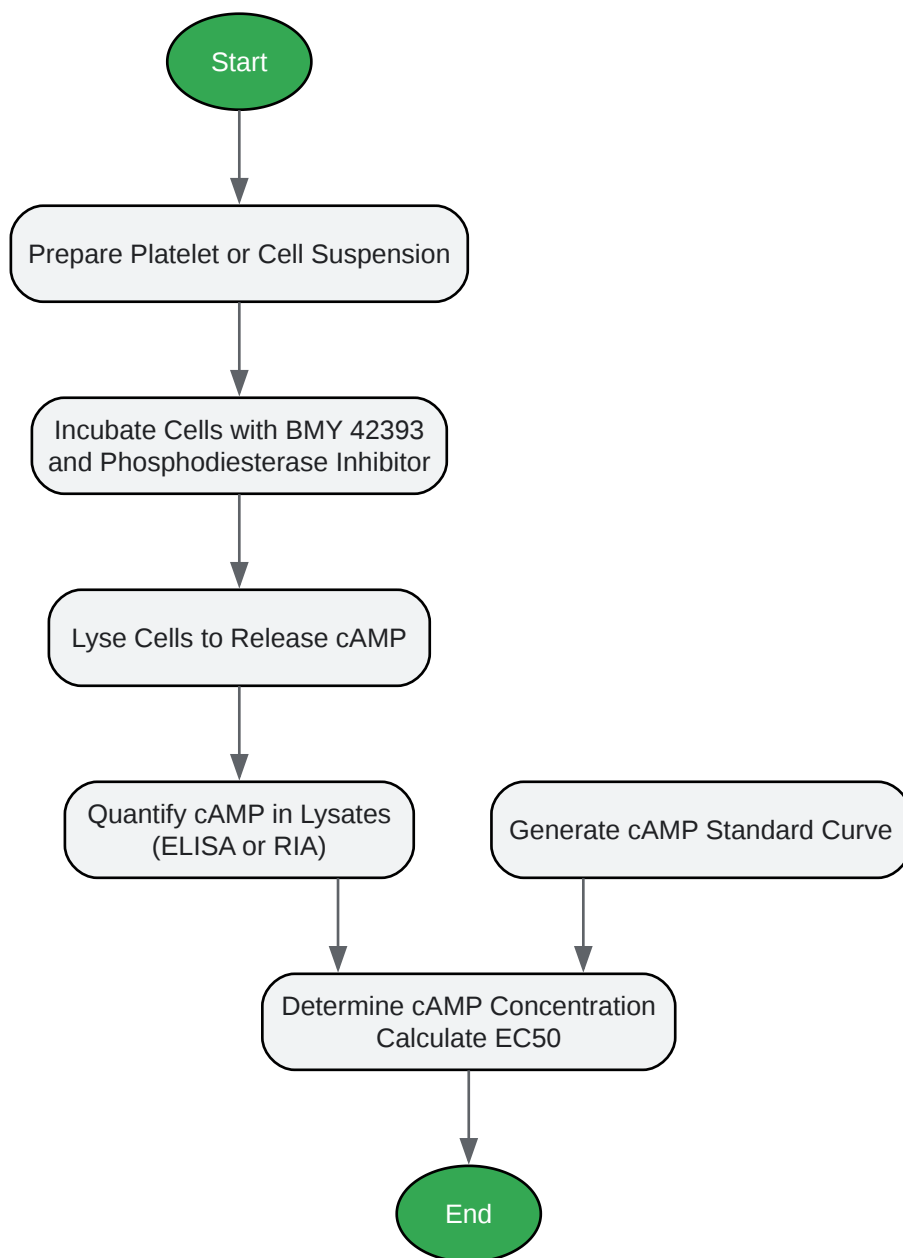 Start
Prepare Platelet or Cell Suspension
Incubate Cells with BMY 42393
and Phosphodiesterase Inhibitor
Lyse Cells to Release cAMP
Quantify cAMP in Lysates
(ELISA or RIA)
Generate cAMP Standard Curve
Determine cAMP Concentration
Calculate EC50
End